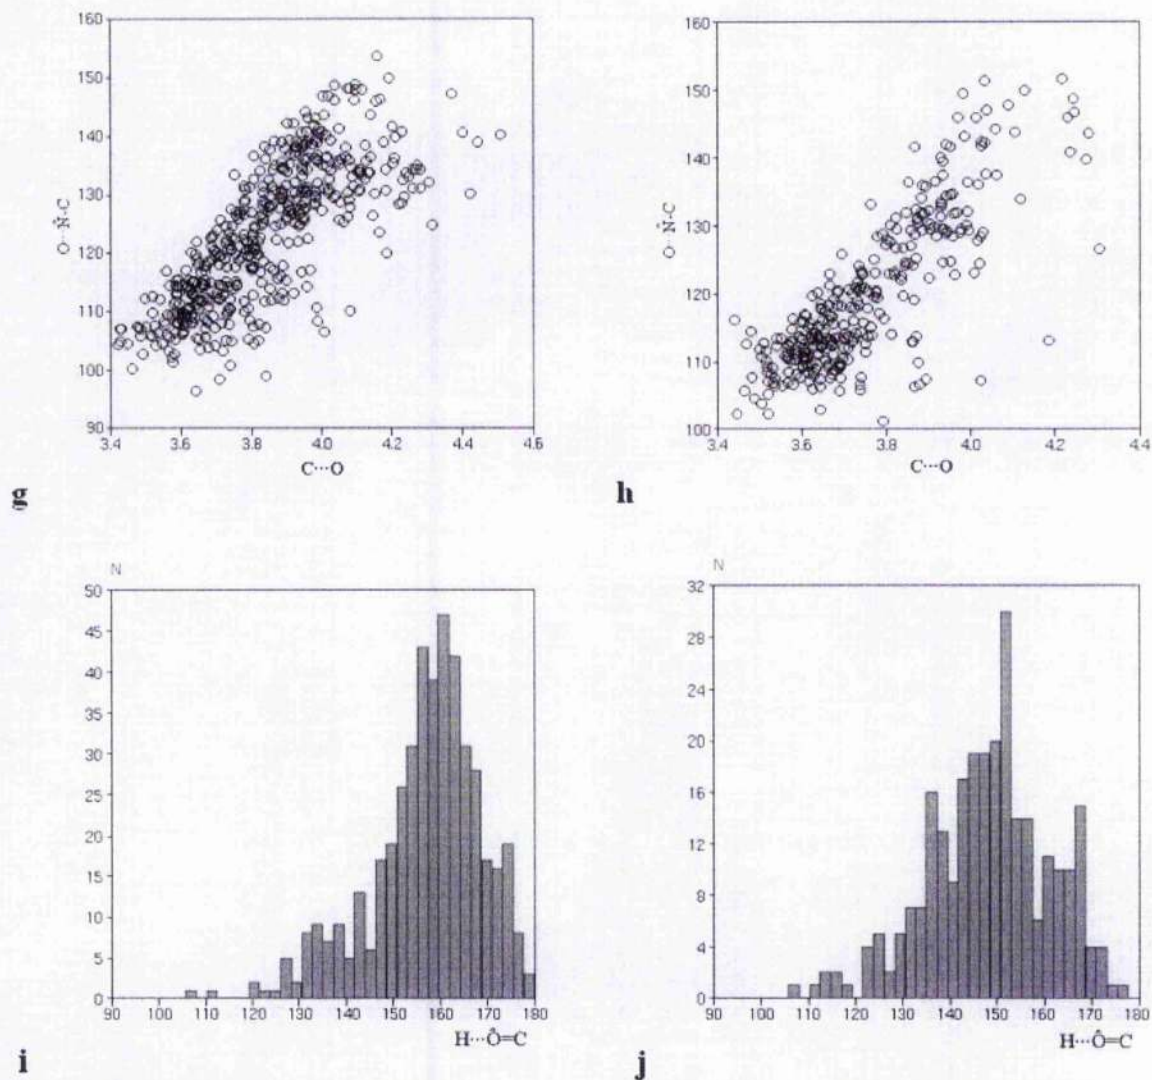 160
150
140
130
120
110
100
90
3.4 3.6 3.8 4.0 4.2 4.4 4.6
O···N̂-C
C···O
g
160
150
140
130
120
110
100
3.4 3.6 3.8 4.0 4.2 4.4
O···N̂-C
C···O
h
N
50
45
40
35
30
25
20
15
10
5
0
90 100 110 120 130 140 150 160 170 180
H···Ô=C
i
N
32
28
24
20
16
12
8
4
0
90 100 110 120 130 140 150 160 170 180
H···Ô=C
j